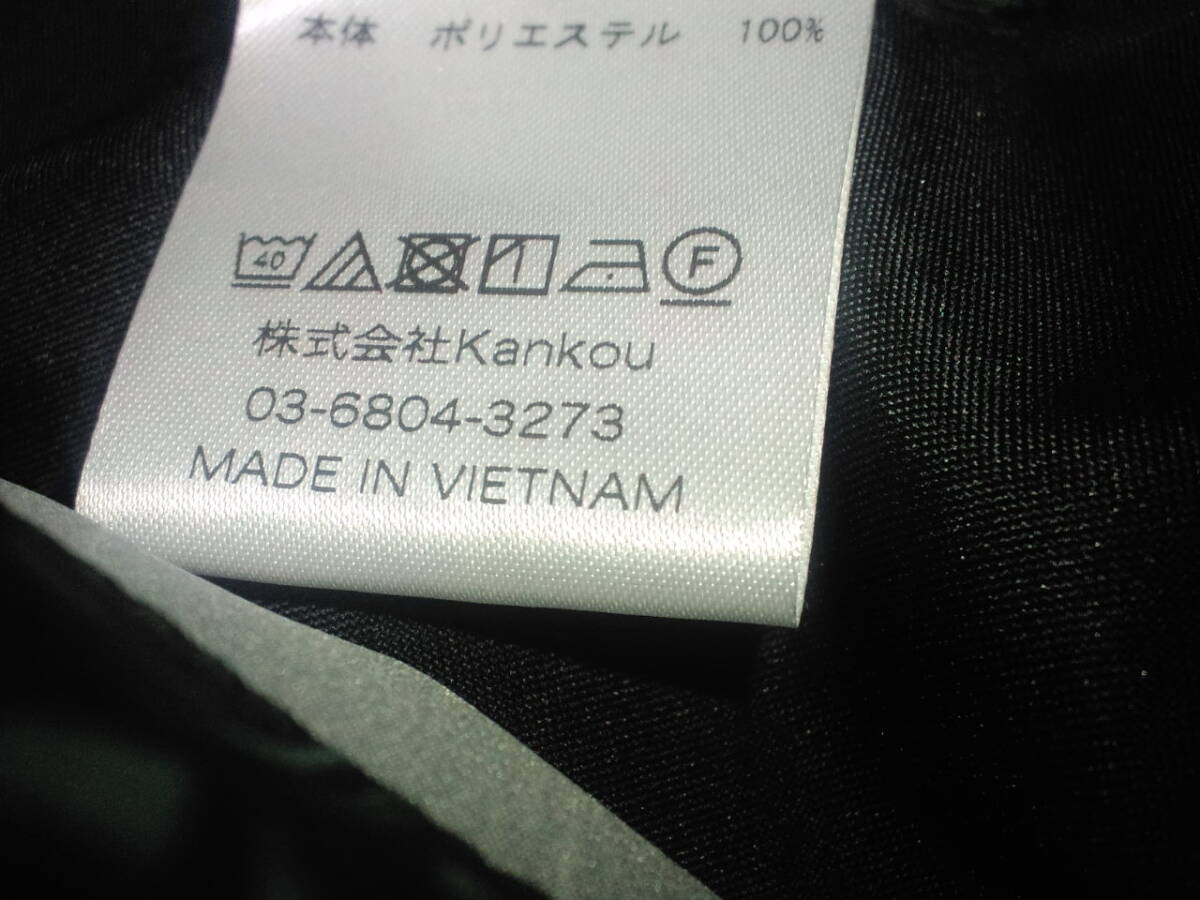 本体 ポリエステル 100%
40 F
株式会社Kankou
03-6804-3273
MADE IN VIETNAM